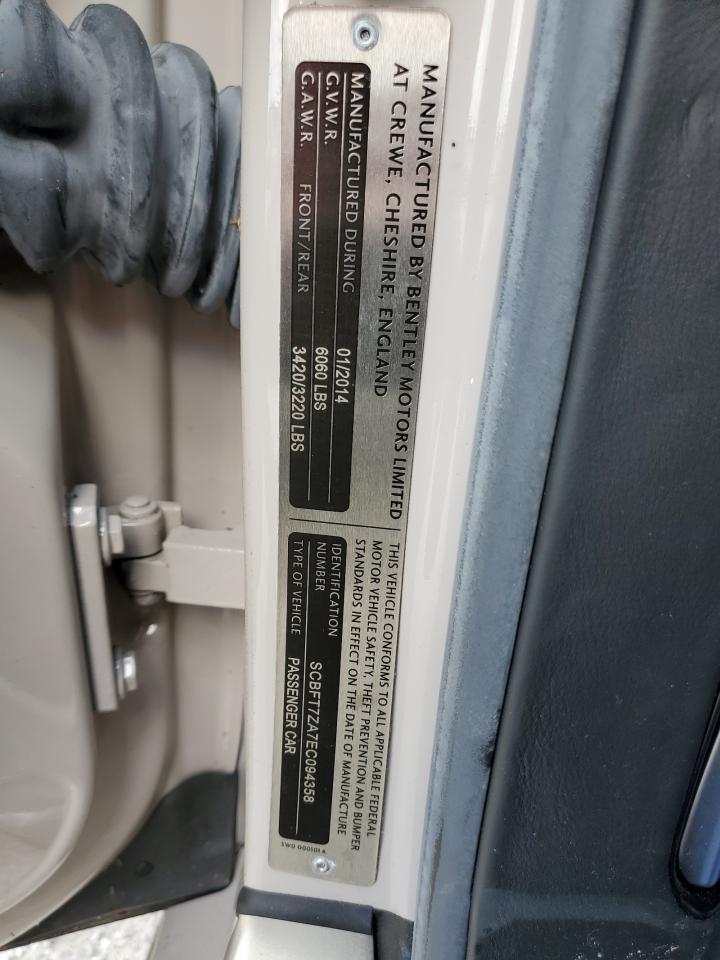 MANUFACTURED BY BENTLEY MOTORS LIMITED
AT CREWE, CHESHIRE, ENGLAND
MANUFACTURED DURING 01/2014
G.V.W.R. 6060 LBS
G.A.W.R. FRONT/REAR 3420/3220 LBS
THIS VEHICLE CONFORMS TO ALL APPLICABLE FEDERAL
MOTOR VEHICLE SAFETY, THEFT PREVENTION AND BUMPER
STANDARDS IN EFFECT ON THE DATE OF MANUFACTURE
IDENTIFICATION
NUMBER SCBFT7ZA7EC094358
TYPE OF VEHICLE PASSENGER CAR